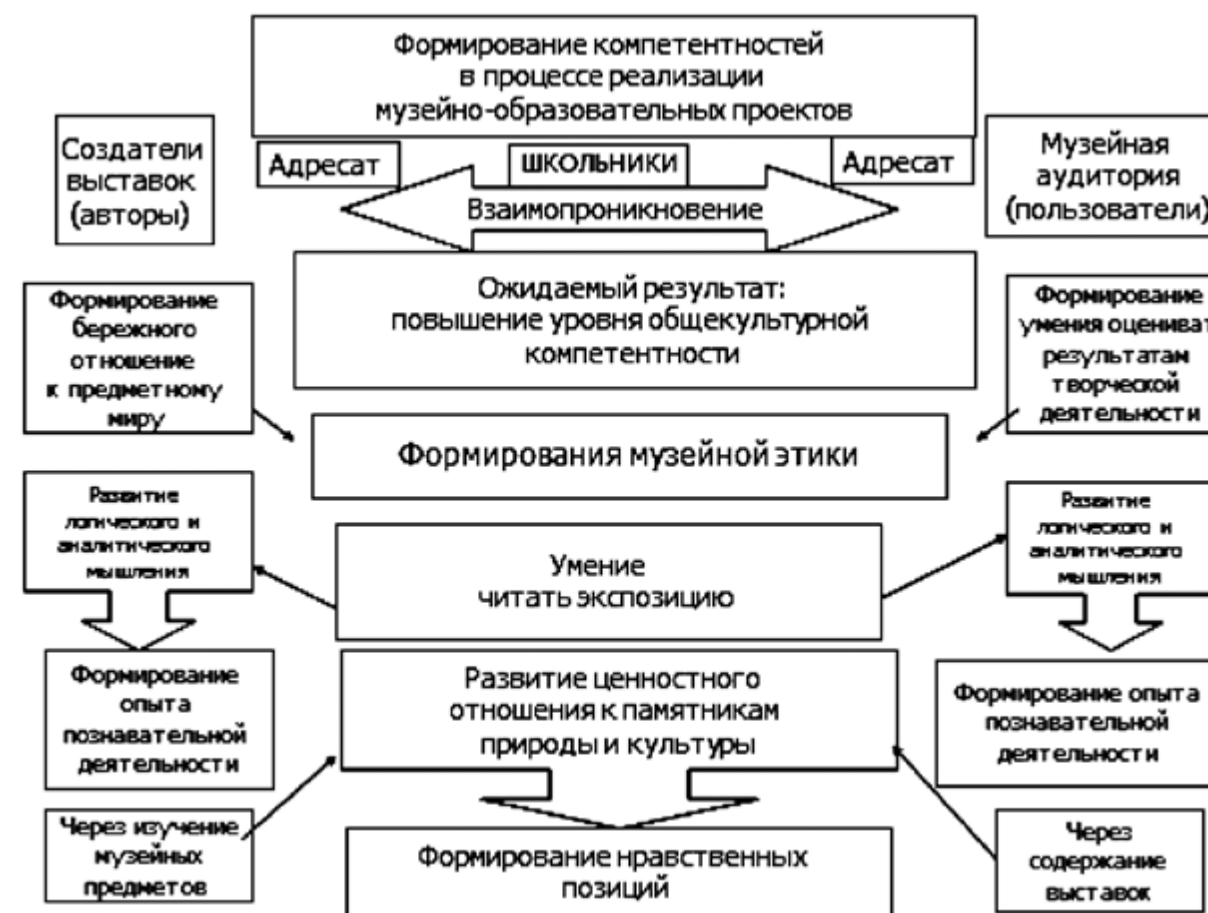 Формирование компетентностей
в процессе реализации
музейно-образовательных проектов
Создатели
выставок
(авторы)
Адресат
ШКОЛЬНИКИ
Адресат
Музейная
аудитория
(пользователи)
Взаимопроникновение
Ожидаемый результат:
повышение уровня общекультурной
компетентности
Формирование
бережного
отношение
к предметному
миру
Формирование
умения оцениват
результатам
творческой
деятельности
Формирования музейной этики
Развитие
логического и
аналитического
мышления
Умение
читать экспозицию
Развитие
логического и
аналитического
мышления
Формирование
опыта
познавательной
деятельности
Развитие ценностного
отношения к памятникам
природы и культуры
Формирование опыта
познавательной
деятельности
Через изучение
музейных
предметов
Формирование нравственных
позиций
Через
содержание
выставок